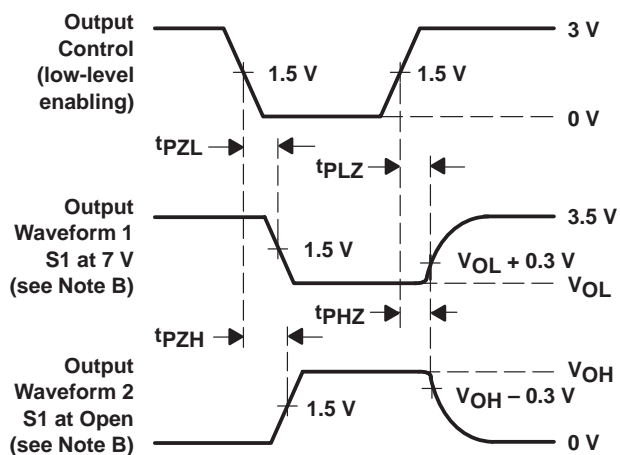 Output
Control
(low-level
enabling)
3 V
1.5 V
1.5 V
0 V
tPZL
tPLZ
Output
Waveform 1
S1 at 7 V
(see Note B)
3.5 V
1.5 V
VOL + 0.3 V
VOL
tPZH
tPHZ
Output
Waveform 2
S1 at Open
(see Note B)
VOH
VOH − 0.3 V
1.5 V
0 V